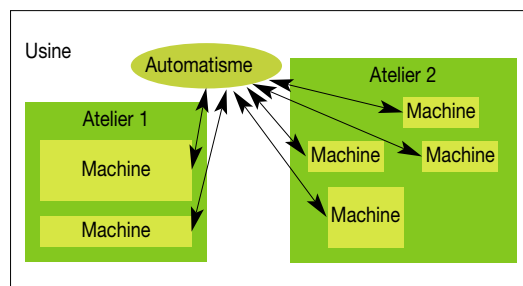 Usine
Automatisme
Atelier 1
Machine
Machine
Atelier 2
Machine
Machine
Machine
Machine